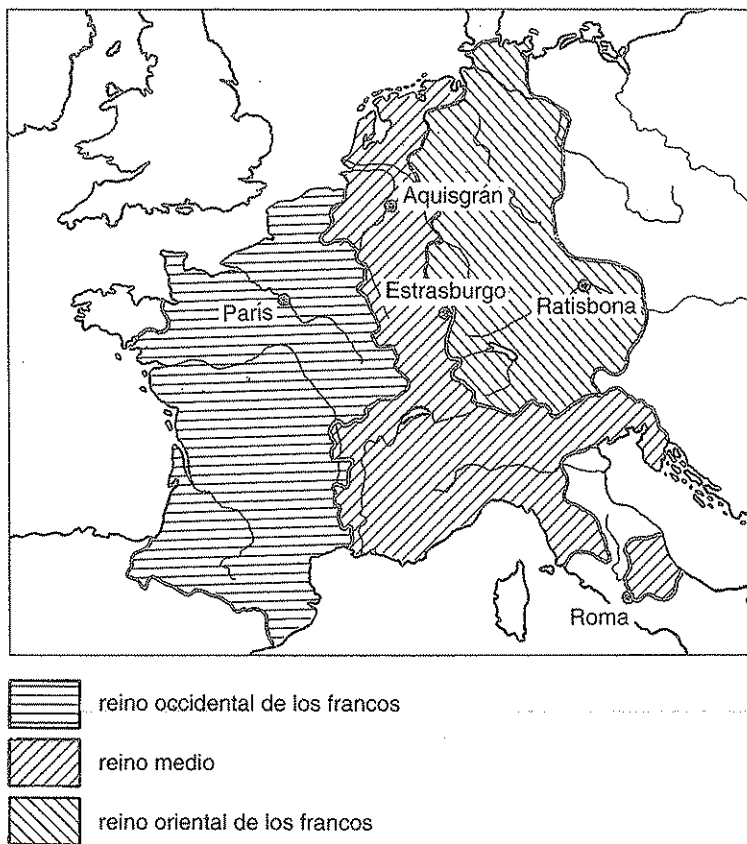 Aquisgrán
Estrasburgo
París
Ratisbona
Roma
reino occidental de los francos
reino medio
reino oriental de los francos